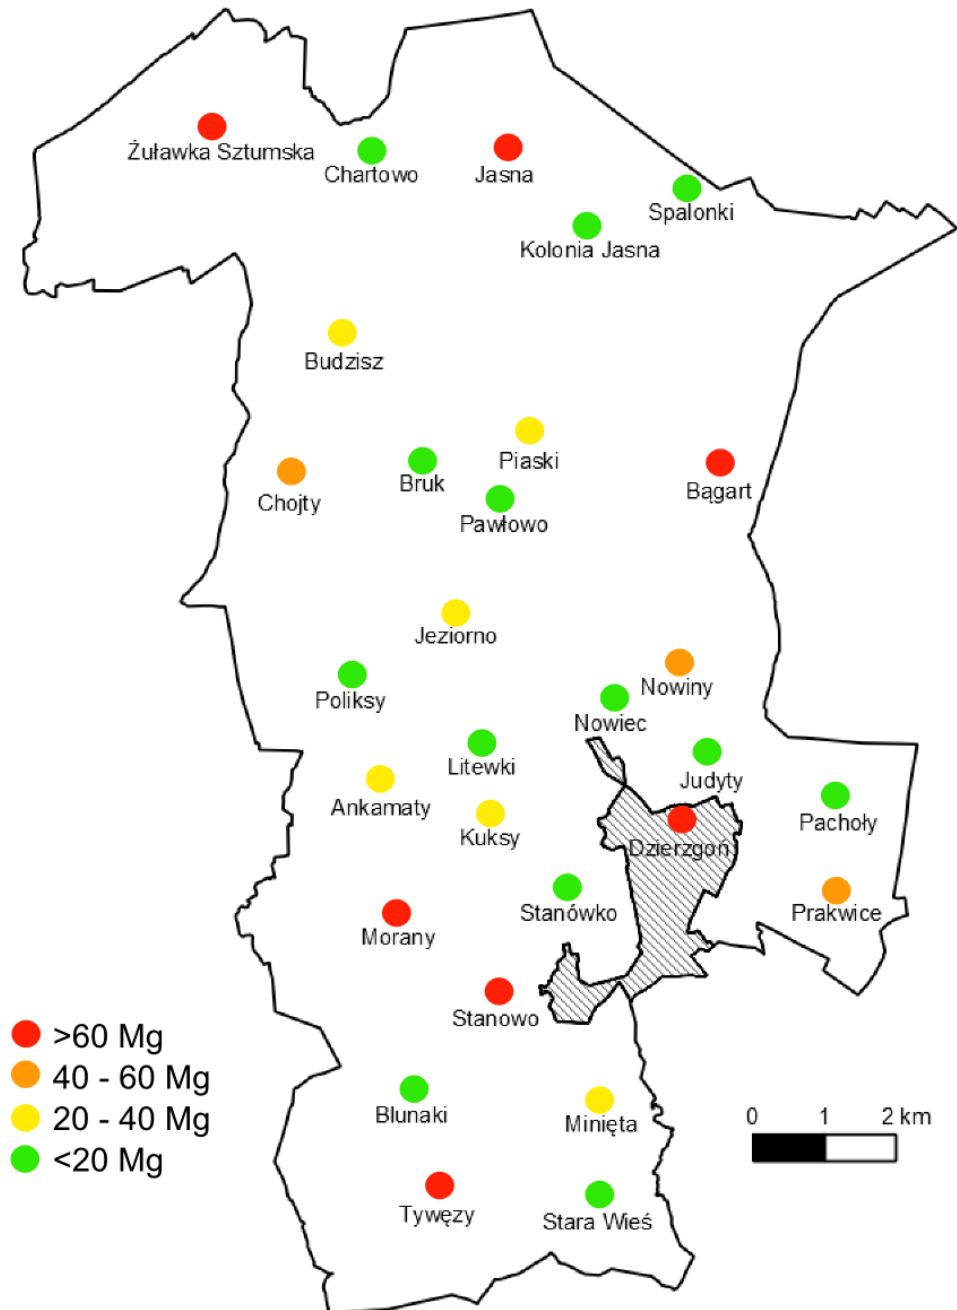 Żuławka Sztumska
Chartowo
Jasna
Spalonki
Kolonia Jasna
Budzisz
Piaski
Bruk
Bągart
Chojty
Pawłowo
Jeziorno
Nowiny
Poliksy
Nowiec
Litewki
Judyty
Ankamaty
Kuksy
Pachoły
Dzierzgoń
Stanówko
Prakwice
Morany
Stanowo
>60 Mg
40 - 60 Mg
20 - 40 Mg
<20 Mg
Blunaki
Minięta
0 1 2 km
Tywęzy
Stara Wieś